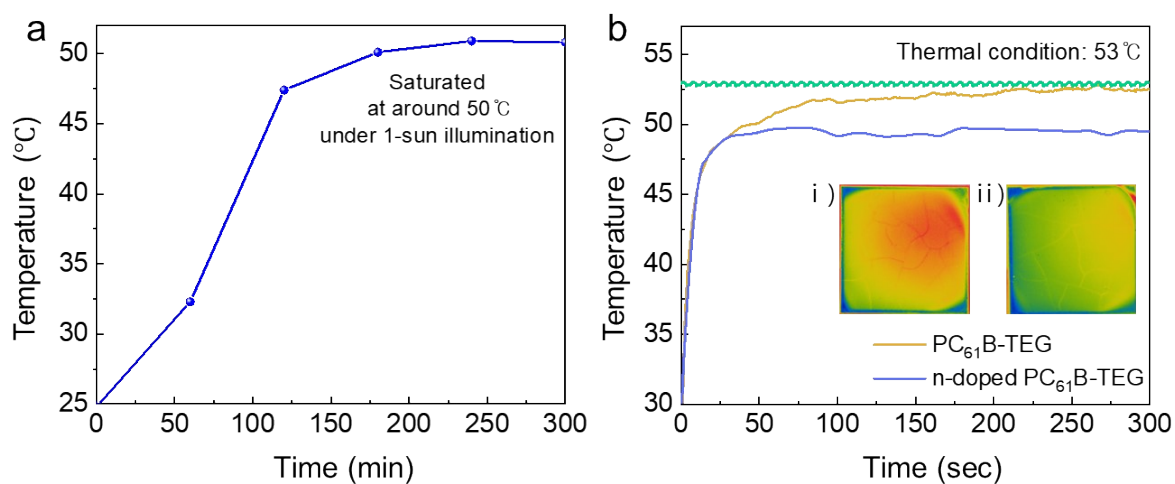 a
Temperature (℃)
50
45
40
35
30
25
0
50
100
150
200
250
300
Time (min)
Saturated
at around 50℃
under 1-sun illumination
b
Temperature (℃)
55
50
45
40
35
30
0
50
100
150
200
250
300
Time (sec)
Thermal condition: 53℃
i )
ii)
PC₆₁B-TEG
n-doped PC₆₁B-TEG